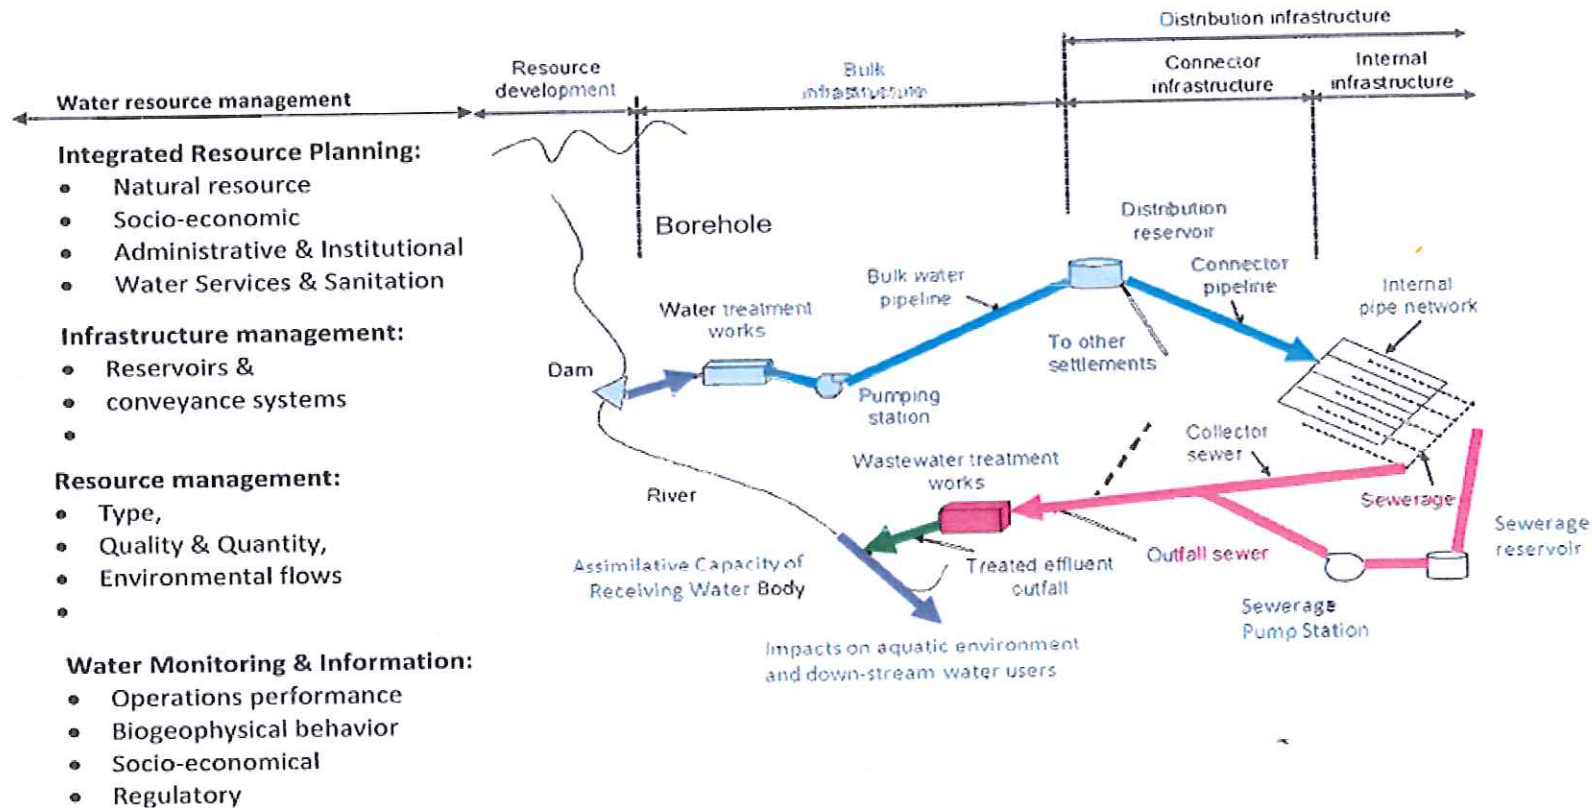 Distribution infrastructure
Resource
development
Bulk
infrastructure
Connector
infrastructure
Internal
infrastructure
Water resource management
Integrated Resource Planning:
• Natural resource
• Socio-economic
• Administrative & Institutional
• Water Services & Sanitation
Infrastructure management:
• Reservoirs &
• conveyance systems
•
Resource management:
• Type,
• Quality & Quantity,
• Environmental flows
•
Water Monitoring & Information:
• Operations performance
• Biogeophysical behavior
• Socio-economical
• Regulatory
Borehole
Distribution
reservoir
Bulk water
pipeline
Connector
pipeline
Internal
pipe network
Water treatment
works
To other
settlements
Dam
Pumping
station
Collector
sewer
Wastewater treatment
works
River
Sewerage
Sewerage
reservoir
Assimilative Capacity of
Receiving Water Body
Treated effluent
outfall
Outfall sewer
Sewerage
Pump Station
Impacts on aquatic environment
and down-stream water users